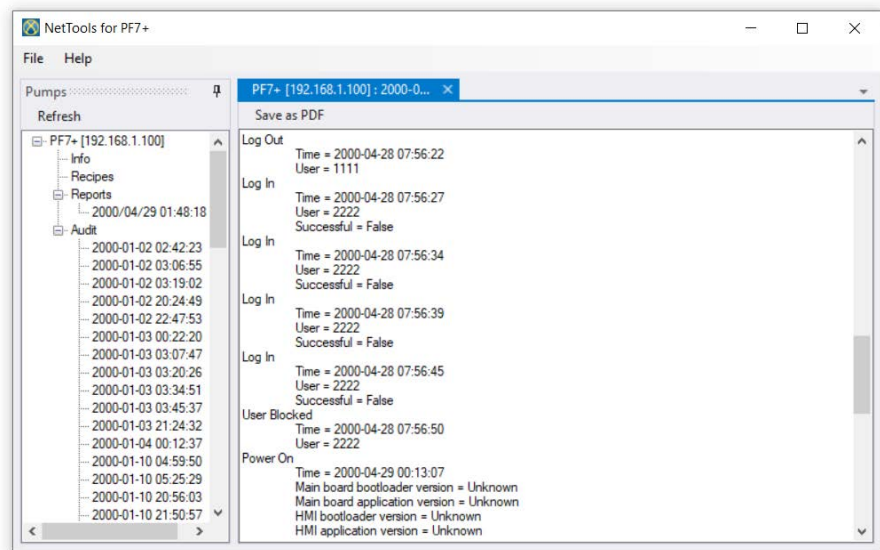 NetTools for PF7+
File Help
Pumps
Refresh
PF7+ [192.168.1.100]
Info
Recipes
Reports
2000/04/29 01:48:18
Audit
2000-01-02 02:42:23
2000-01-02 03:06:55
2000-01-02 03:19:02
2000-01-02 20:24:49
2000-01-02 22:47:53
2000-01-03 00:22:20
2000-01-03 03:07:47
2000-01-03 03:20:26
2000-01-03 03:34:51
2000-01-03 03:45:37
2000-01-03 21:24:32
2000-01-04 00:12:37
2000-01-10 04:59:50
2000-01-10 05:25:29
2000-01-10 20:56:03
2000-01-10 21:50:57
PF7+ [192.168.1.100] : 2000-0...
Save as PDF
Log Out
Time = 2000-04-28 07:56:22
User = 1111
Log In
Time = 2000-04-28 07:56:27
User = 2222
Successful = False
Log In
Time = 2000-04-28 07:56:34
User = 2222
Successful = False
Log In
Time = 2000-04-28 07:56:39
User = 2222
Successful = False
Log In
Time = 2000-04-28 07:56:45
User = 2222
Successful = False
User Blocked
Time = 2000-04-28 07:56:50
User = 2222
Power On
Time = 2000-04-29 00:13:07
Main board bootloader version = Unknown
Main board application version = Unknown
HMI bootloader version = Unknown
HMI application version = Unknown